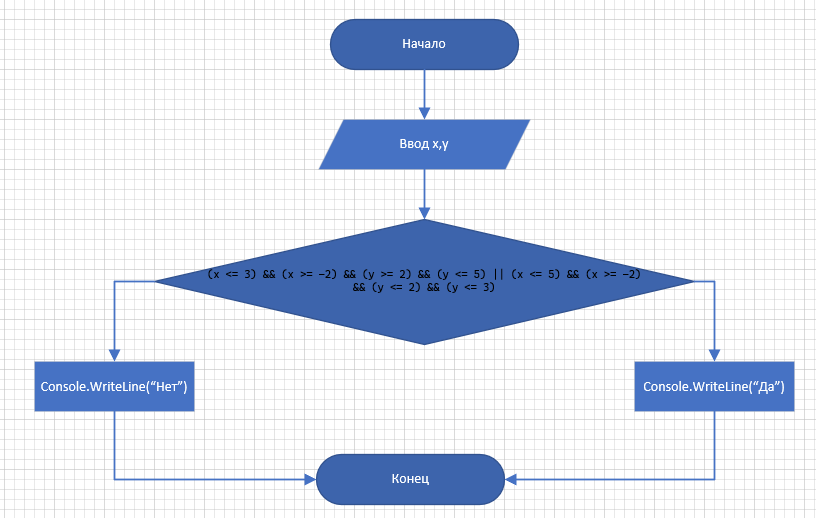 Начало
Ввод x,y
(x <= 3) && (x >= −2) && (y >= 2) && (y <= 5) || (x <= 5) && (x >= −2)
&& (y <= 2) && (y <= 3)
Console.WriteLine(“Нет”)
Console.WriteLine(“Да”)
Конец